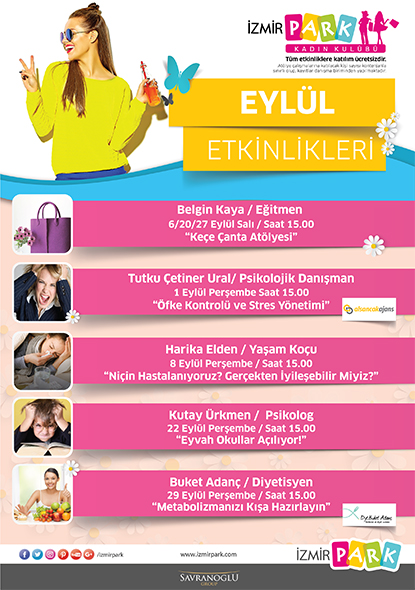 İZMİR PARK
KADIN KULÜBÜ
Tüm etkinliklere katılım ücretsizdir.
EYLÜL
ETKİNLİKLERİ
Belgin Kaya / Eğitmen
6/20/27 Eylül Salı / Saat 15.00
“Keçe Çanta Atölyesi”
Tutku Çetiner Ural/ Psikolojik Danışman
1 Eylül Perşembe Saat 15.00
“Öfke Kontrolü ve Stres Yönetimi”
Harika Elden / Yaşam Koçu
8 Eylül Perşembe / Saat 15.00
“Niçin Hastalanıyoruz? Gerçekten İyileşebilir Miyiz?”
Kutay Ürkmen / Psikolog
22 Eylül Perşembe / Saat 15.00
“Eyvah Okullar Açılıyor!”
Buket Adanç / Diyetisyen
29 Eylül Perşembe / Saat 15.00
“Metabolizmanızı Kışa Hazırlayın”
Dyt.Buket Adanç
/izmirpark
www.izmirpark.com
İZMİR PARK
SAVRANOĞLU
GROUP